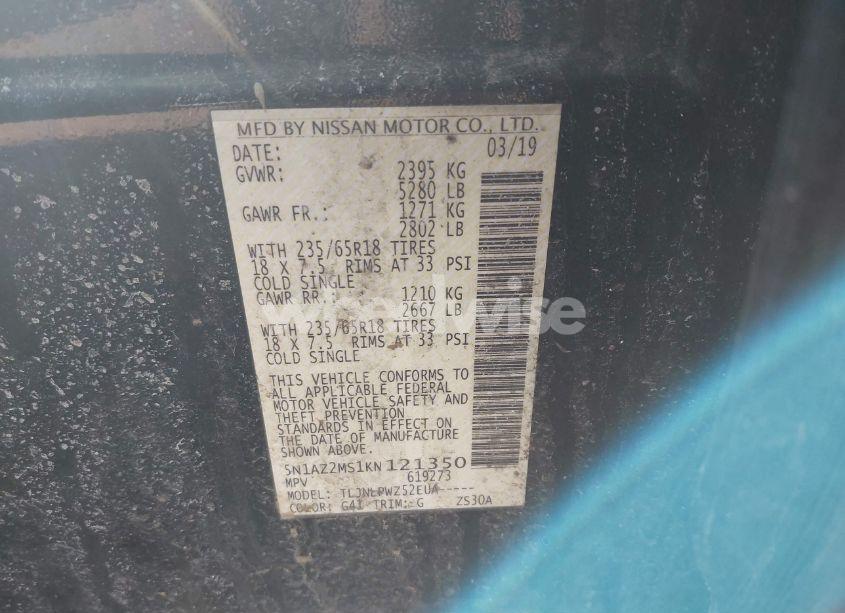 MFD BY NISSAN MOTOR CO., LTD.
DATE: 03/19
GVWR: 2395 KG
5280 LB
GAWR FR.: 1271 KG
2802 LB
WITH 235/65R18 TIRES
18 X 7.5 RIMS AT 33 PSI
COLD SINGLE
GAWR RR.: 1210 KG
2667 LB
WITH 235/65R18 TIRES
18 X 7.5 RIMS AT 33 PSI
COLD SINGLE
wheelwise
THIS VEHICLE CONFORMS TO
ALL APPLICABLE FEDERAL
MOTOR VEHICLE SAFETY AND
THEFT PREVENTION
STANDARDS IN EFFECT ON
THE DATE OF MANUFACTURE
SHOWN ABOVE.
5N1AZ2MS1KN121350
MPV 619273
MODEL: TLJNLPWZ52EUA-----
COLOR: G41 TRIM: G ZS30A